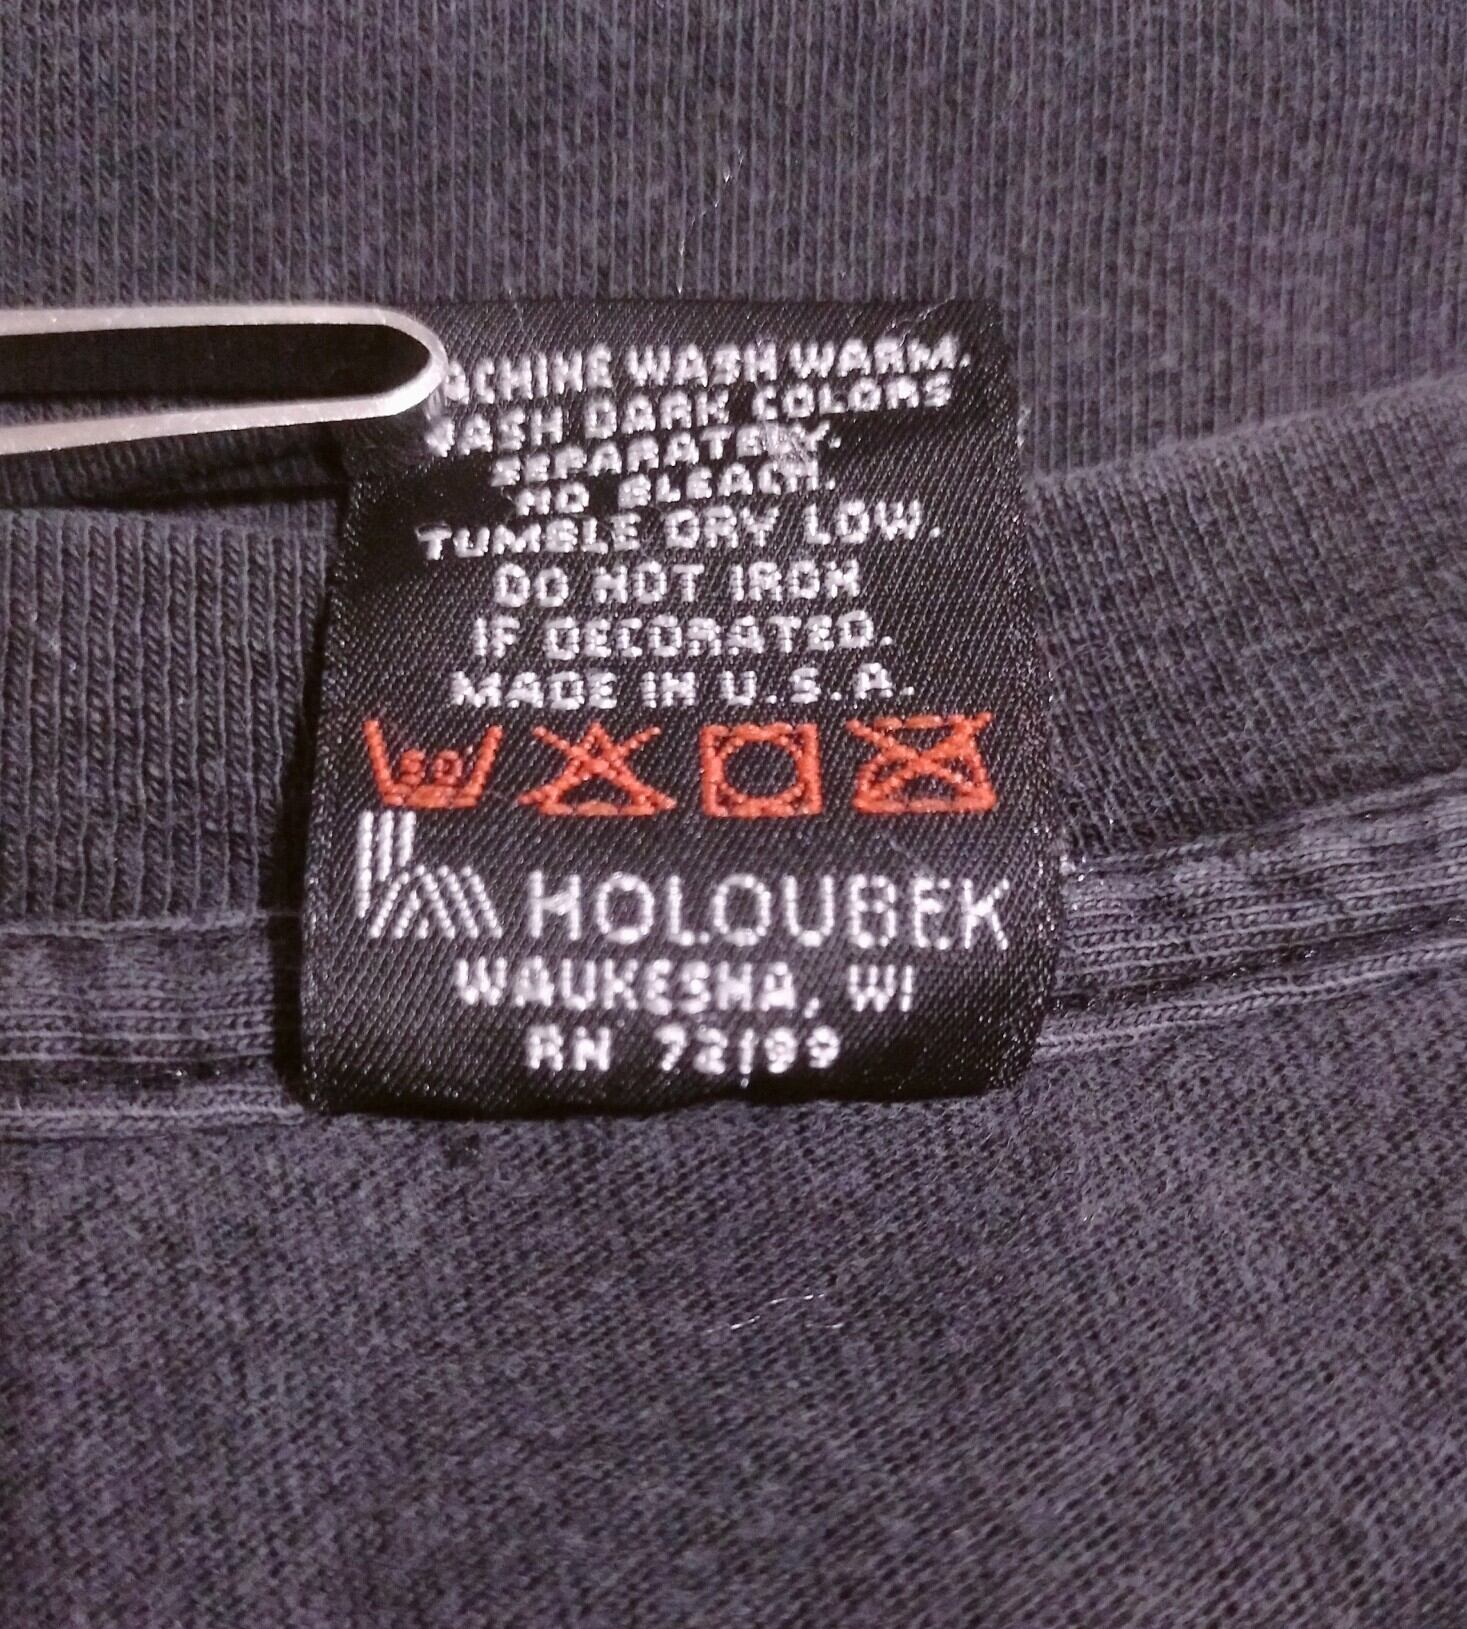 MACHINE WASH WARM.
WASH DARK COLORS
SEPARATELY.
NO BLEACH.
TUMBLE DRY LOW.
DO NOT IRON
IF DECORATED.
MADE IN U.S.A.
50°
HOLOUBEK
WAUKESHA, WI
RN 72199